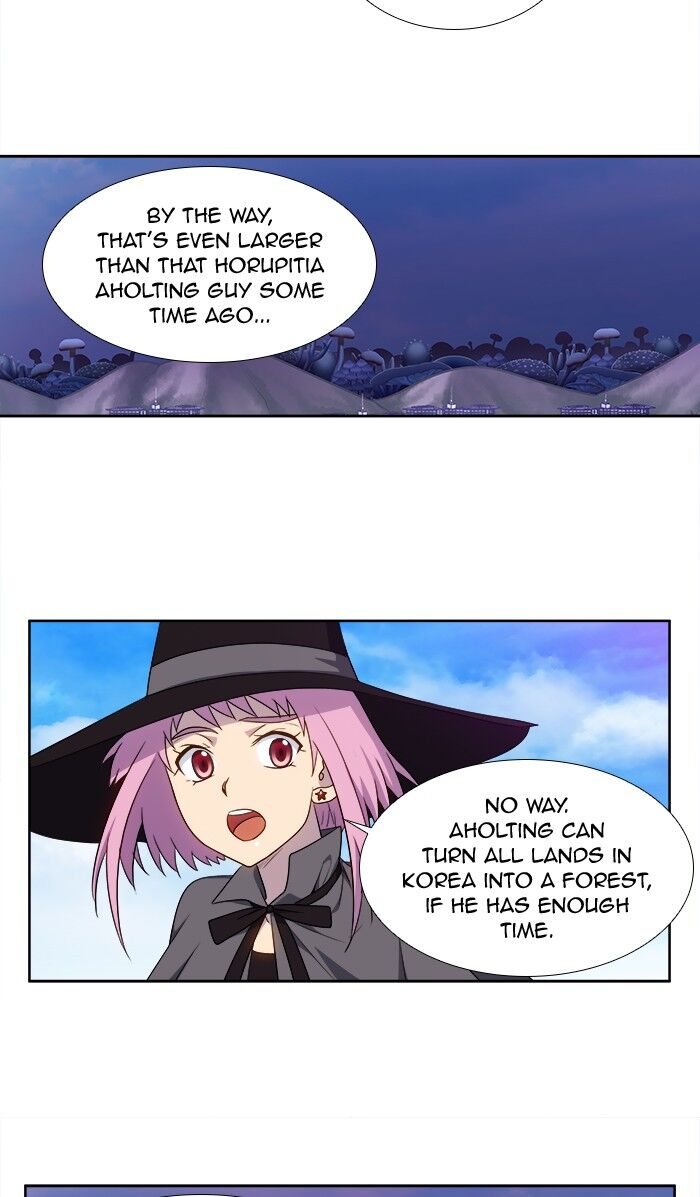 BY THE WAY,
THAT'S EVEN LARGER
THAN THAT HORUPITIA
AHOLTING GUY SOME
TIME AGO...
NO WAY.
AHOLTING CAN
TURN ALL LANDS IN
KOREA INTO A FOREST,
IF HE HAS ENOUGH
TIME.